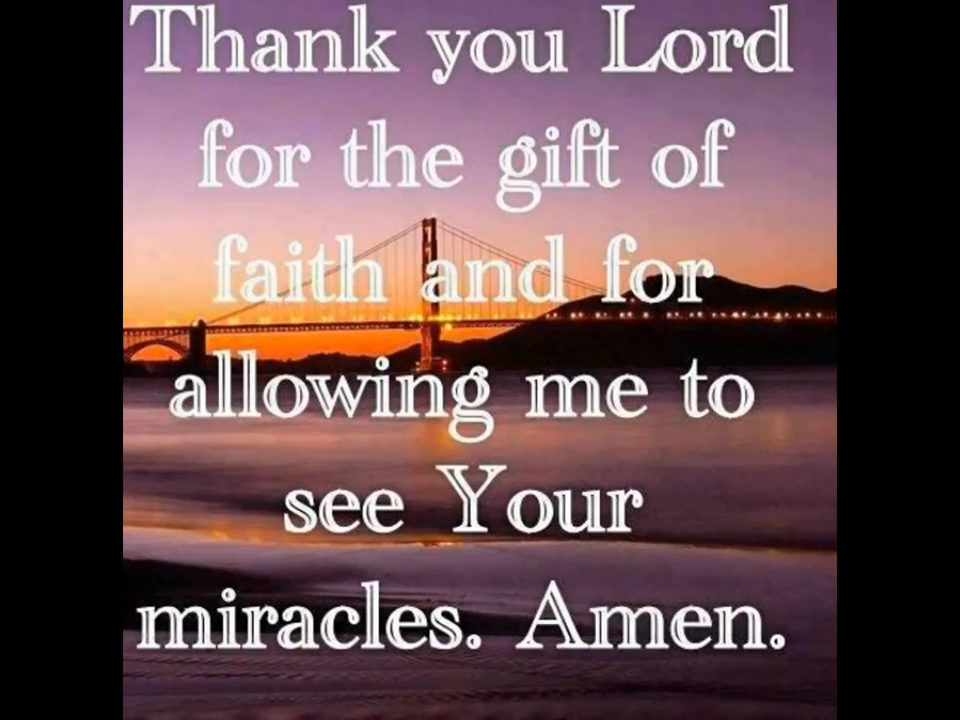 Thank you Lord
for the gift of
faith and for
allowing me to
see Your
miracles. Amen.